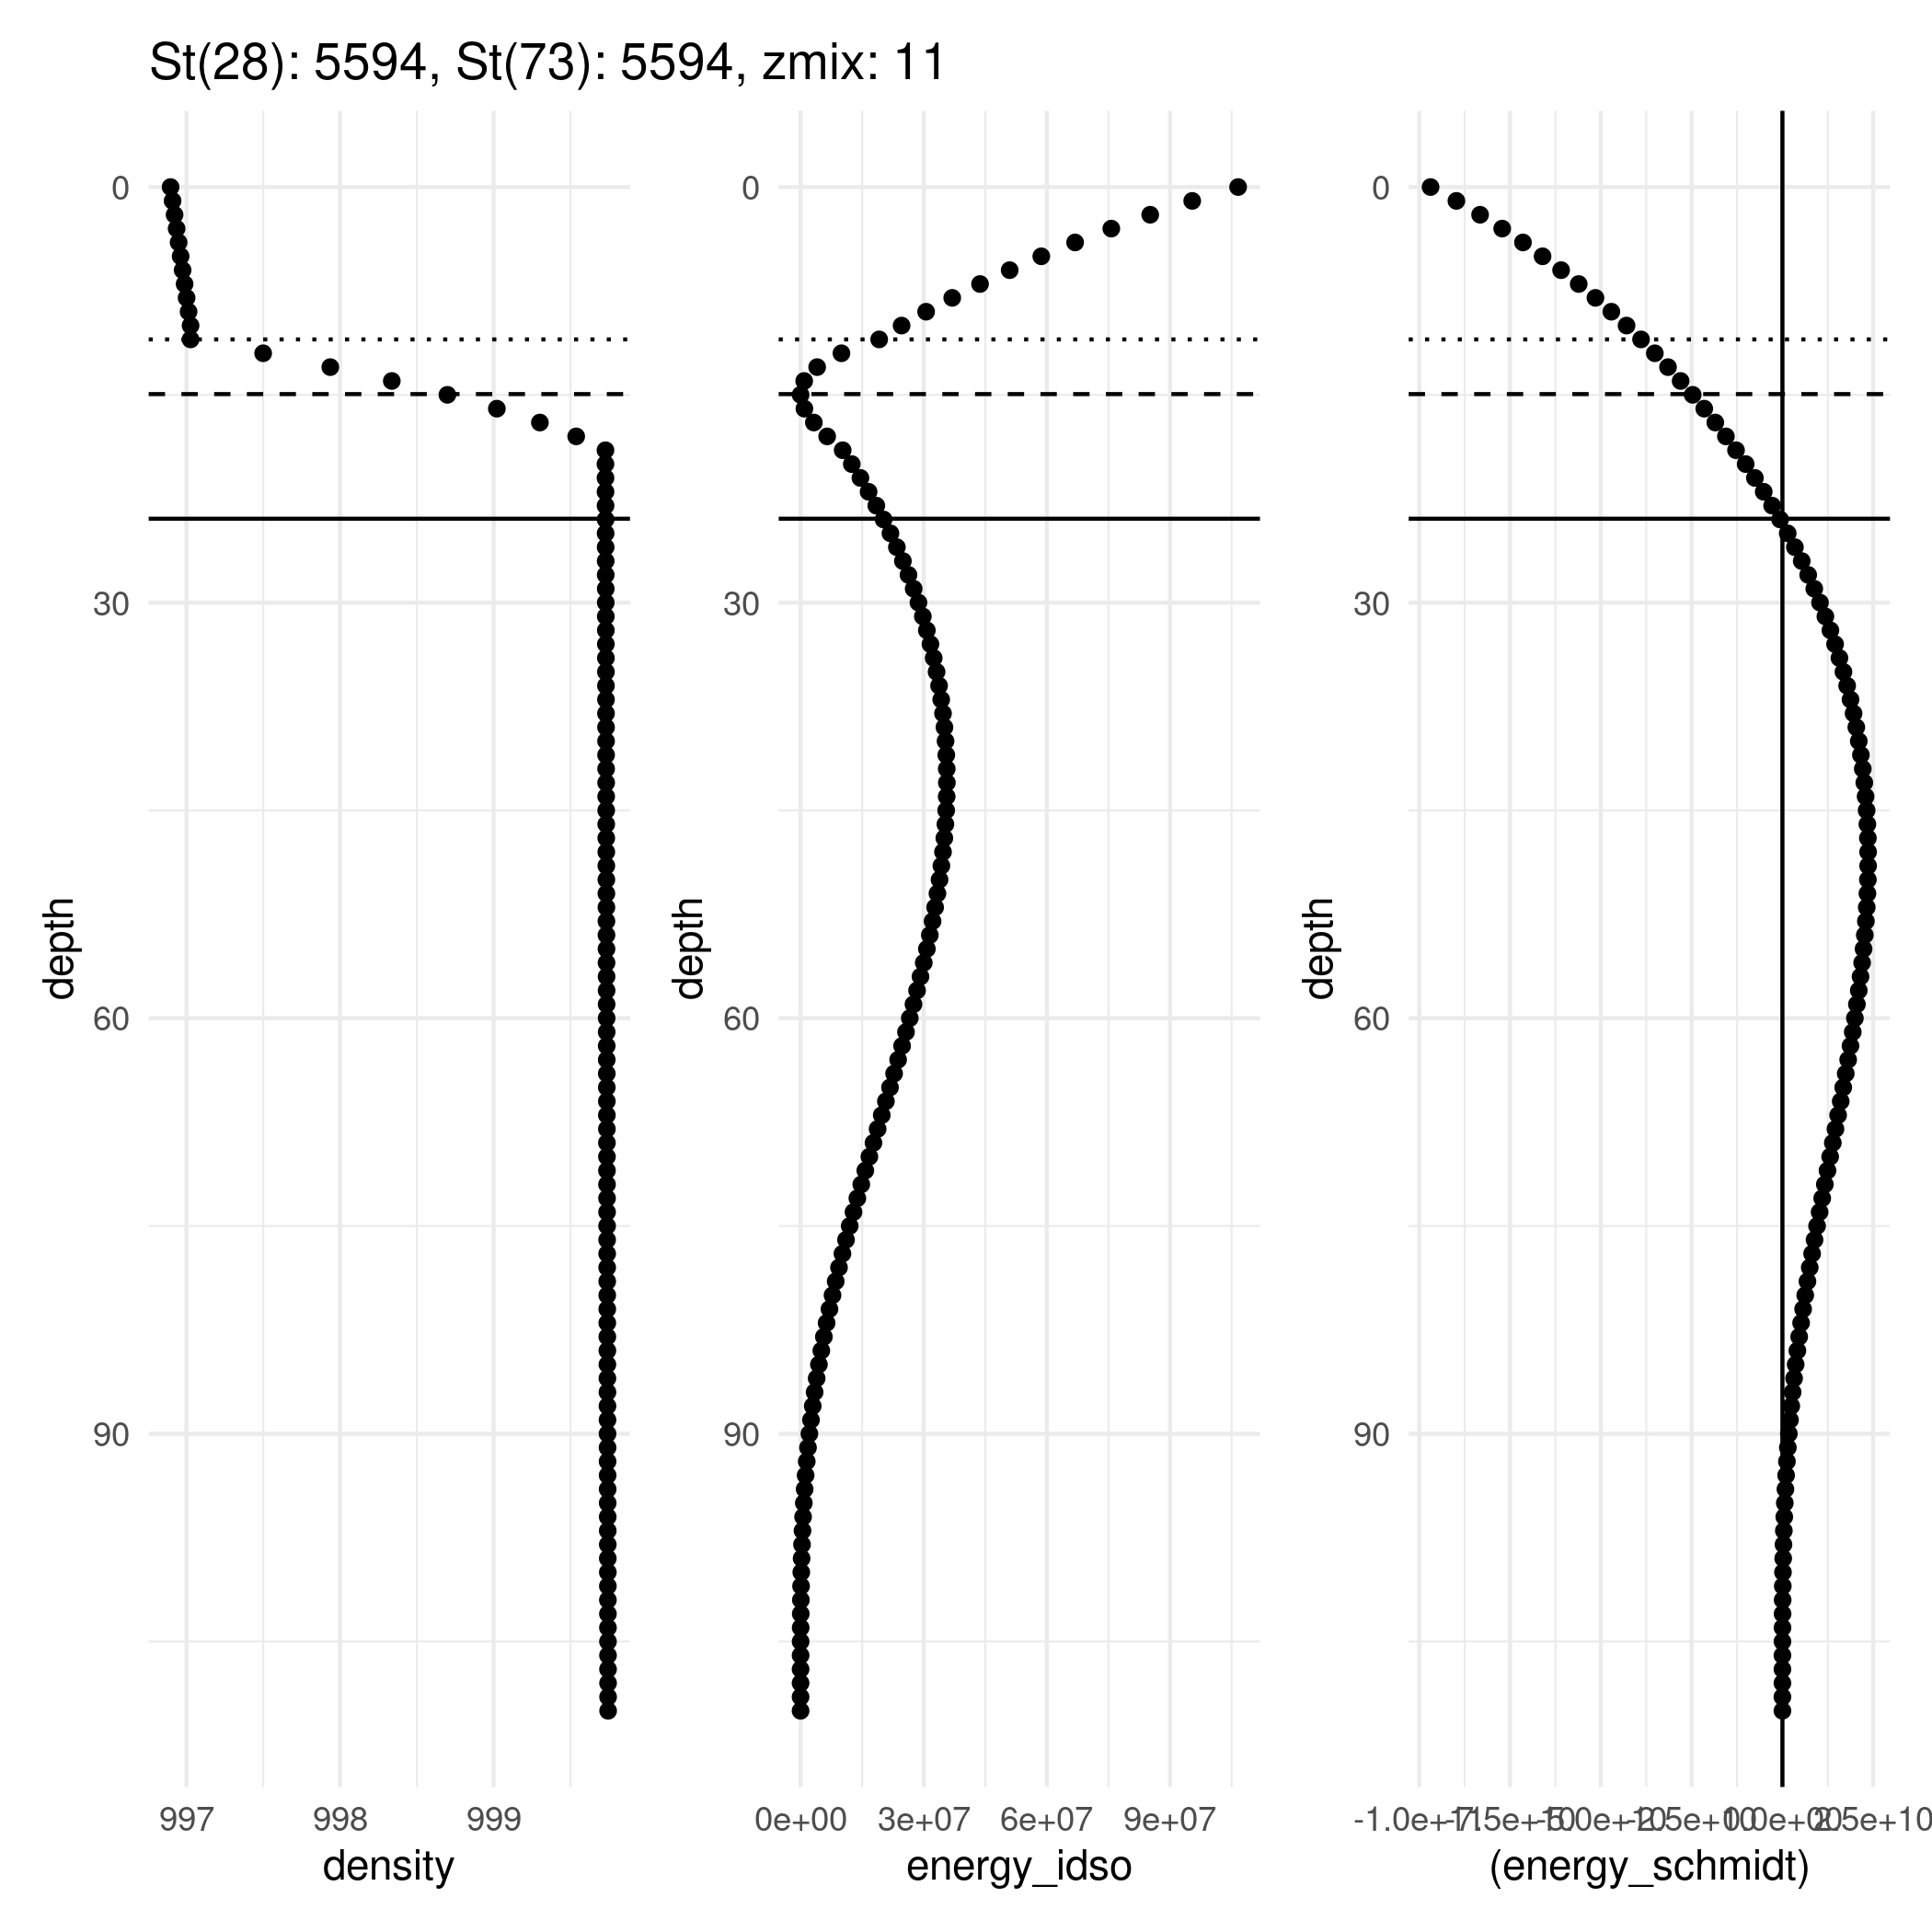 St(28): 5594, St(73): 5594, zmix: 11
0
30
60
90
depth
997 998 999
density
0
30
60
90
depth
0e+00 3e+07 6e+07 9e+07
energy_idso
0
30
60
90
depth
(energy_schmidt)